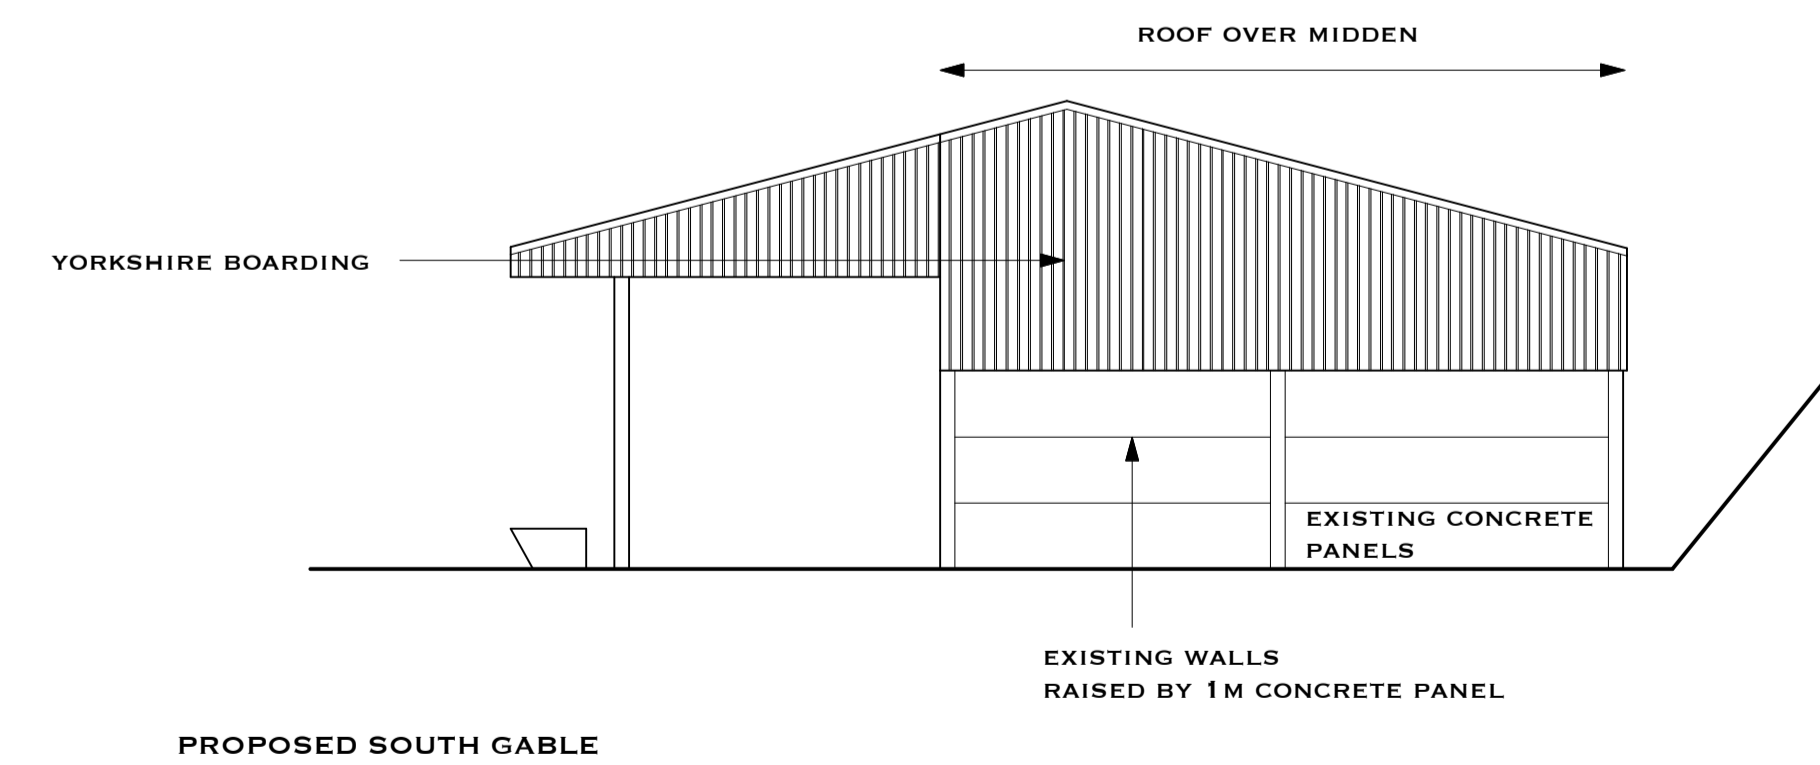 ROOF OVER MIDDEN
YORKSHIRE BOARDING
EXISTING CONCRETE
PANELS
EXISTING WALLS
RAISED BY 1M CONCRETE PANEL
PROPOSED SOUTH GABLE